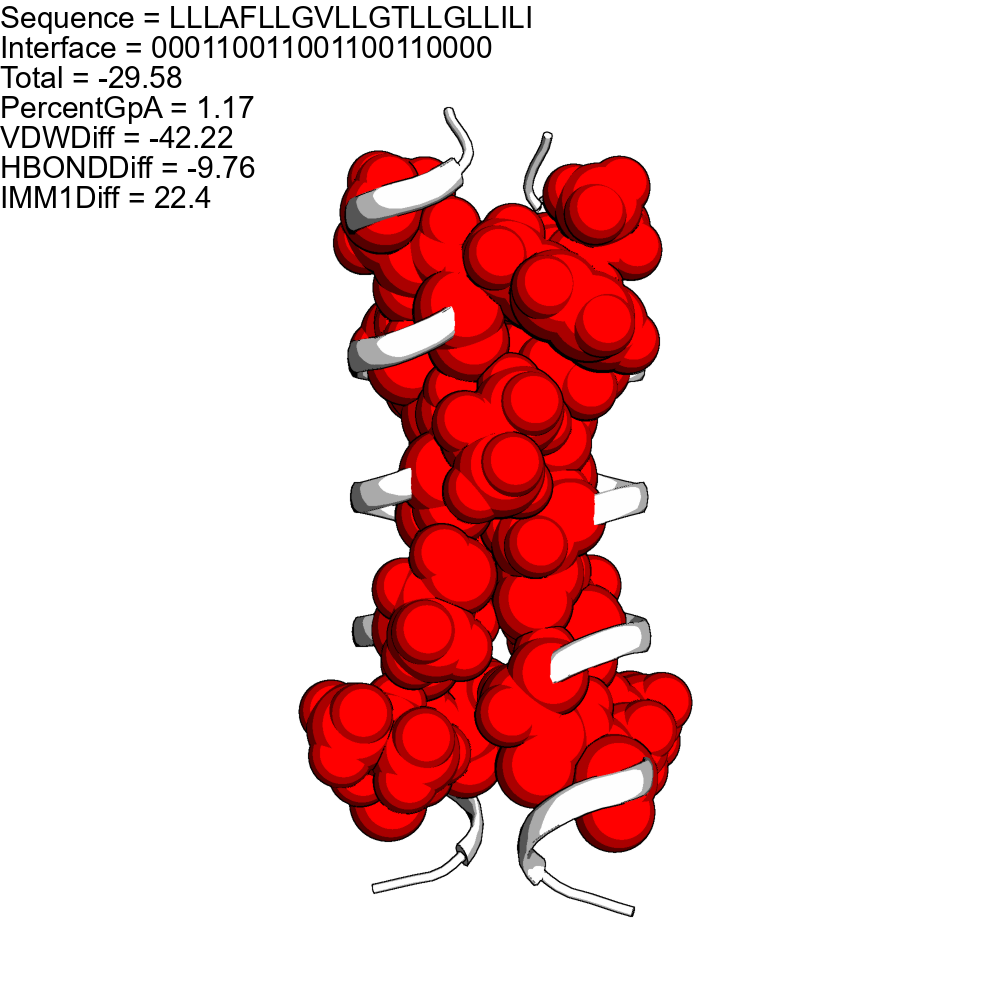 Sequence = LLLAFLLGVLLGTLLGLLILI
Interface = 000110011001100110000
Total = -29.58
PercentGpA = 1.17
VDWDiff = -42.22
HBONDDiff = -9.76
IMM1Diff = 22.4